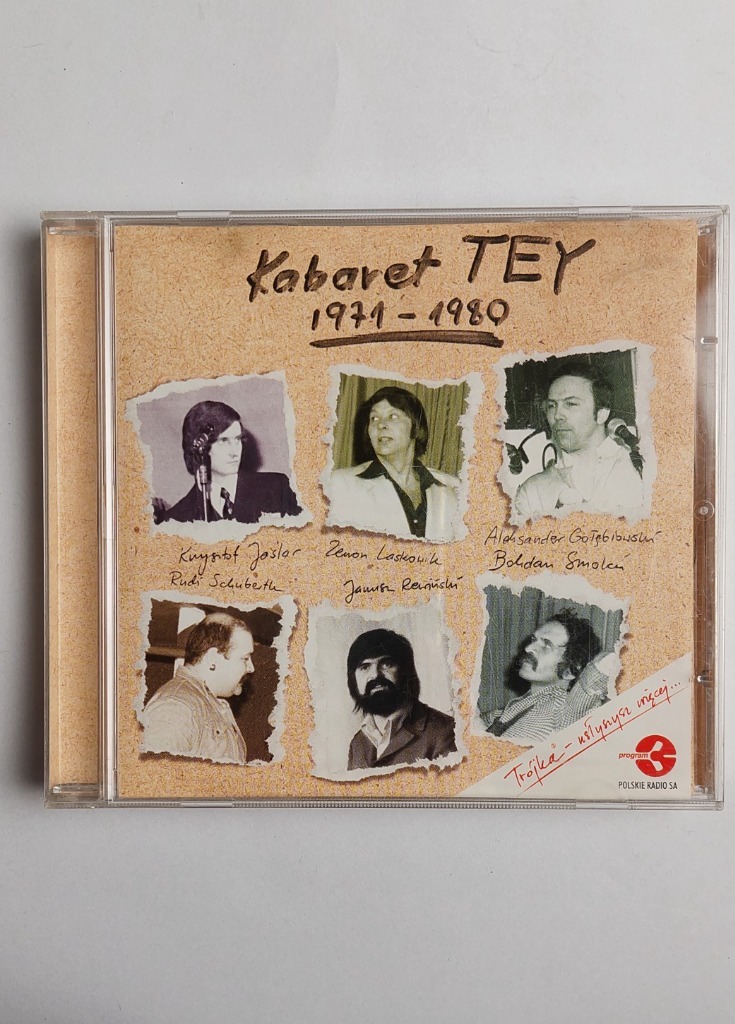 Kabaret TEY
1971 - 1980
Krzysztof Jaślar
Zenon Laskowik
Aleksander Gołębiowski
Rudi Schuberth
Janusz Rewiński
Bohdan Smoleń
Trójka - usłyszysz więcej...
program 3
POLSKIE RADIO SA